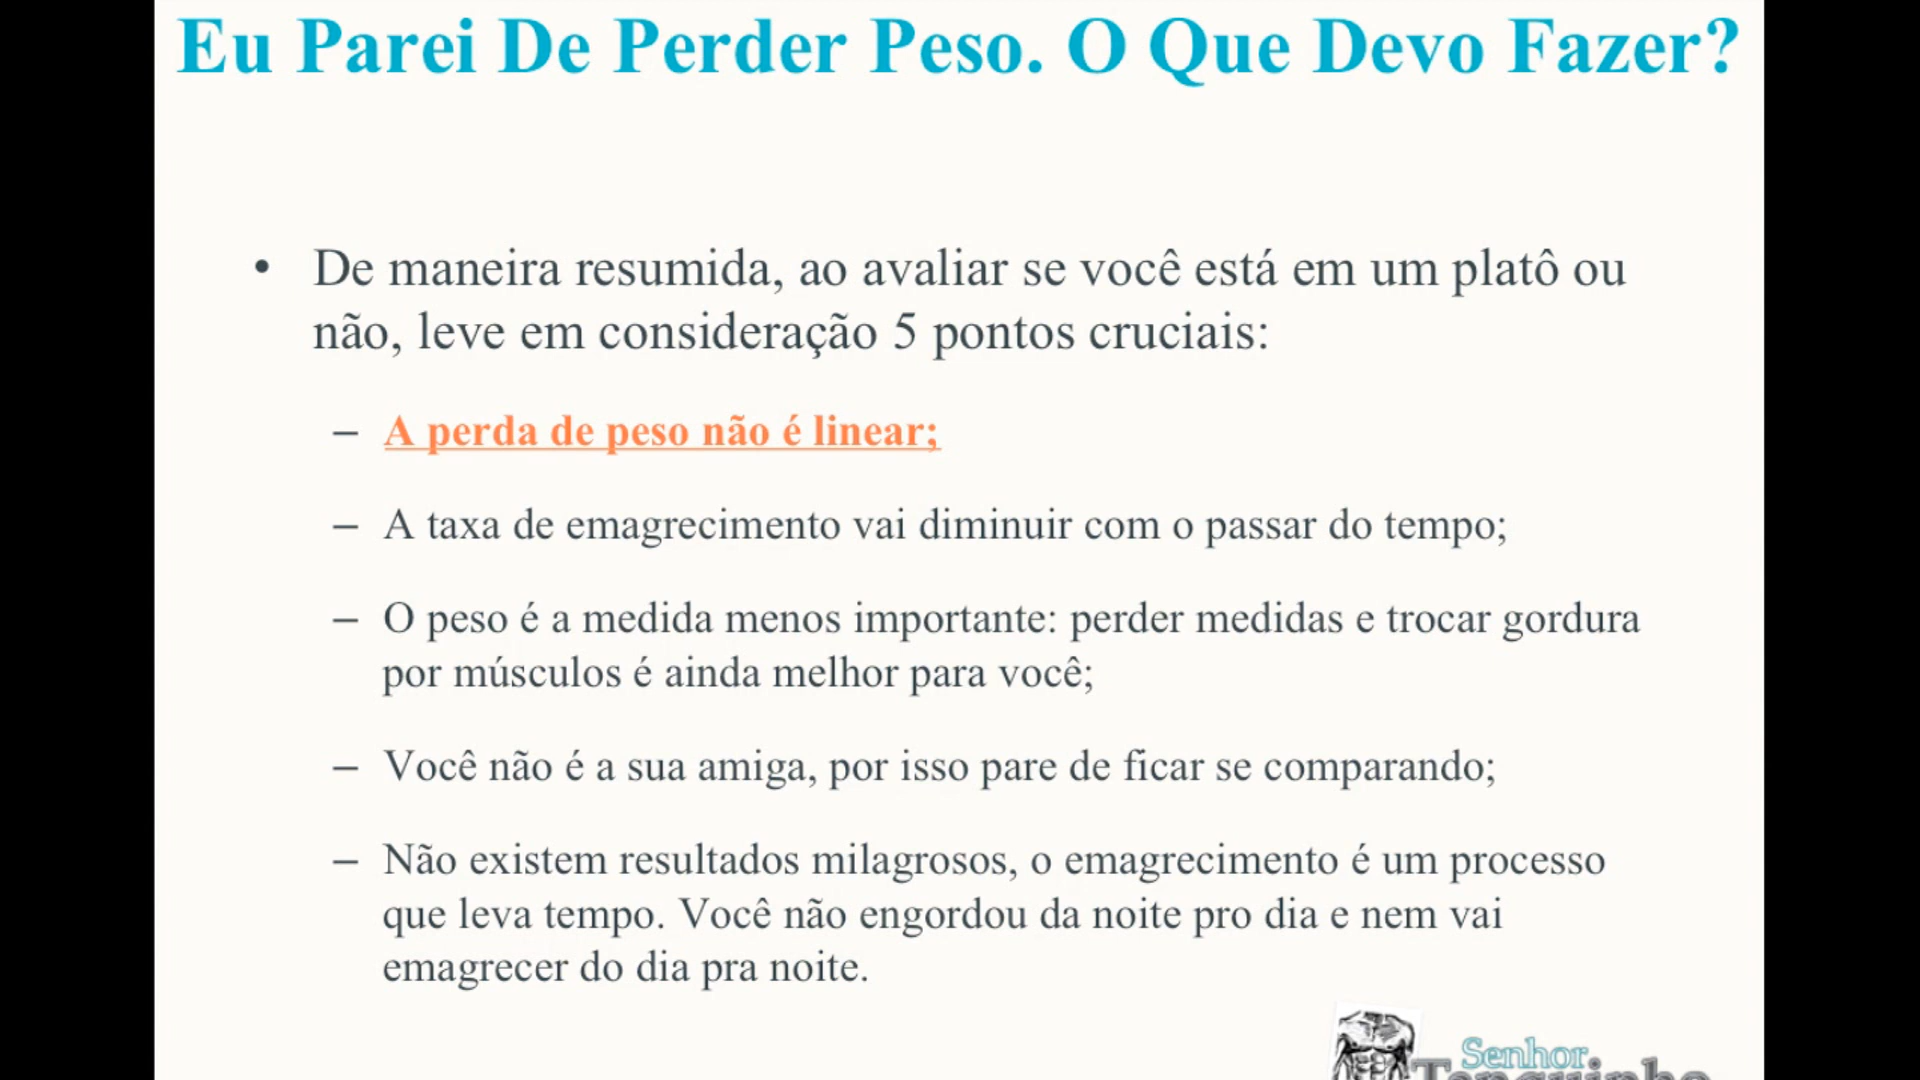 Eu Parei De Perder Peso. O Que Devo Fazer?
• De maneira resumida, ao avaliar se você está em um platô ou
não, leve em consideração 5 pontos cruciais:
– A perda de peso não é linear;
– A taxa de emagrecimento vai diminuir com o passar do tempo;
– O peso é a medida menos importante: perder medidas e trocar gordura
por músculos é ainda melhor para você;
– Você não é a sua amiga, por isso pare de ficar se comparando;
– Não existem resultados milagrosos, o emagrecimento é um processo
que leva tempo. Você não engordou da noite pro dia e nem vai
emagrecer do dia pra noite.
Senhor
Tanquinho